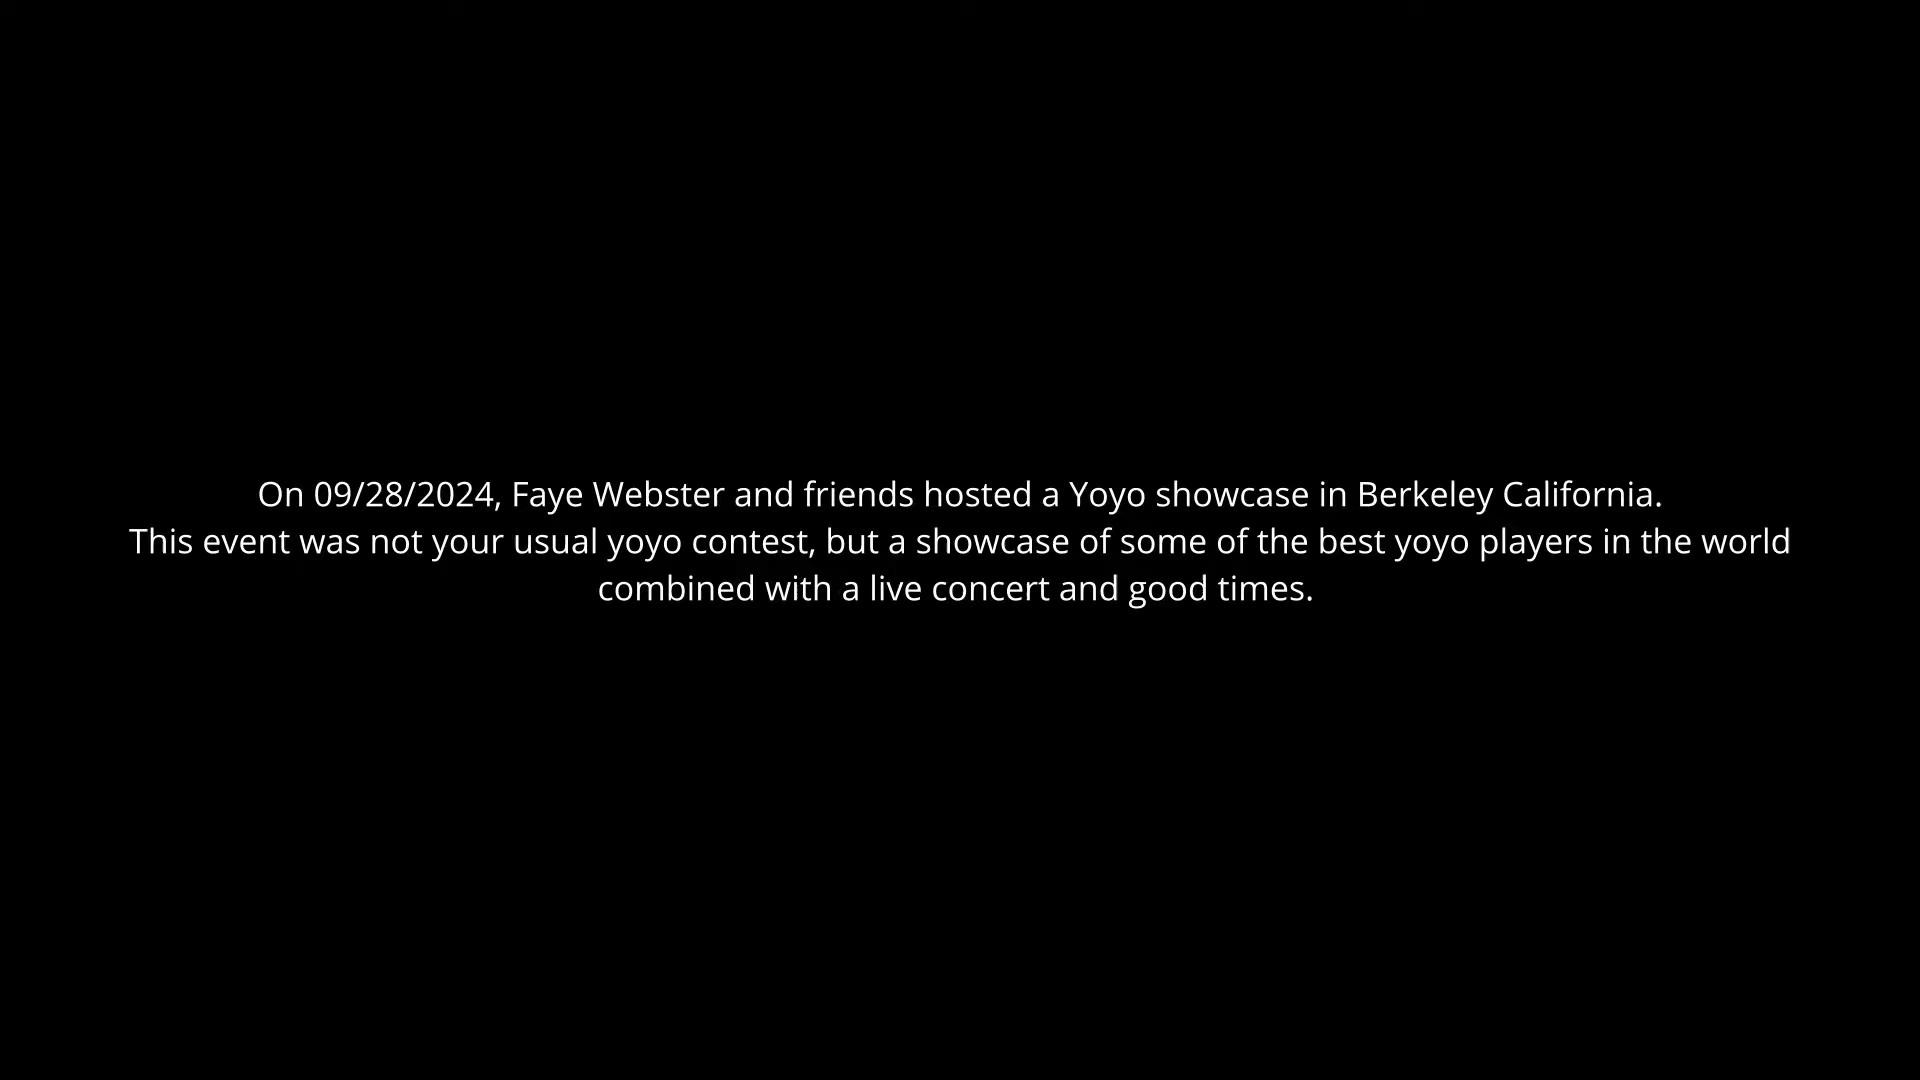 On 09/28/2024, Faye Webster and friends hosted a Yoyo showcase in Berkeley California.
This event was not your usual yoyo contest, but a showcase of some of the best yoyo players in the world
combined with a live concert and good times.